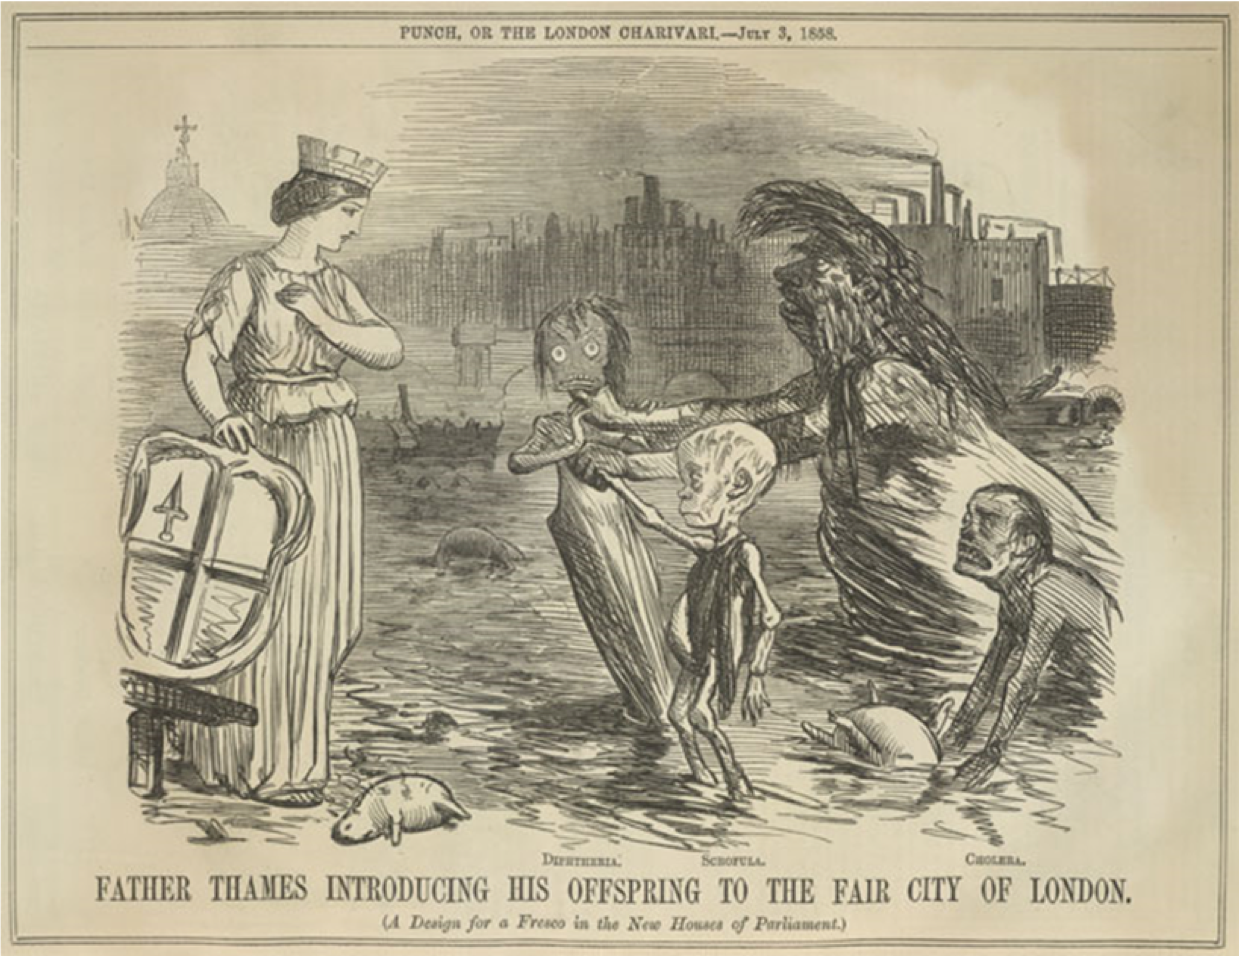 PUNCH, OR THE LONDON CHARIVARI.—JULY 3, 1858.
DIPHTHERIA. SCROFULA. CHOLERA.
FATHER THAMES INTRODUCING HIS OFFSPRING TO THE FAIR CITY OF LONDON.
(A Design for a Fresco in the New Houses of Parliament.)